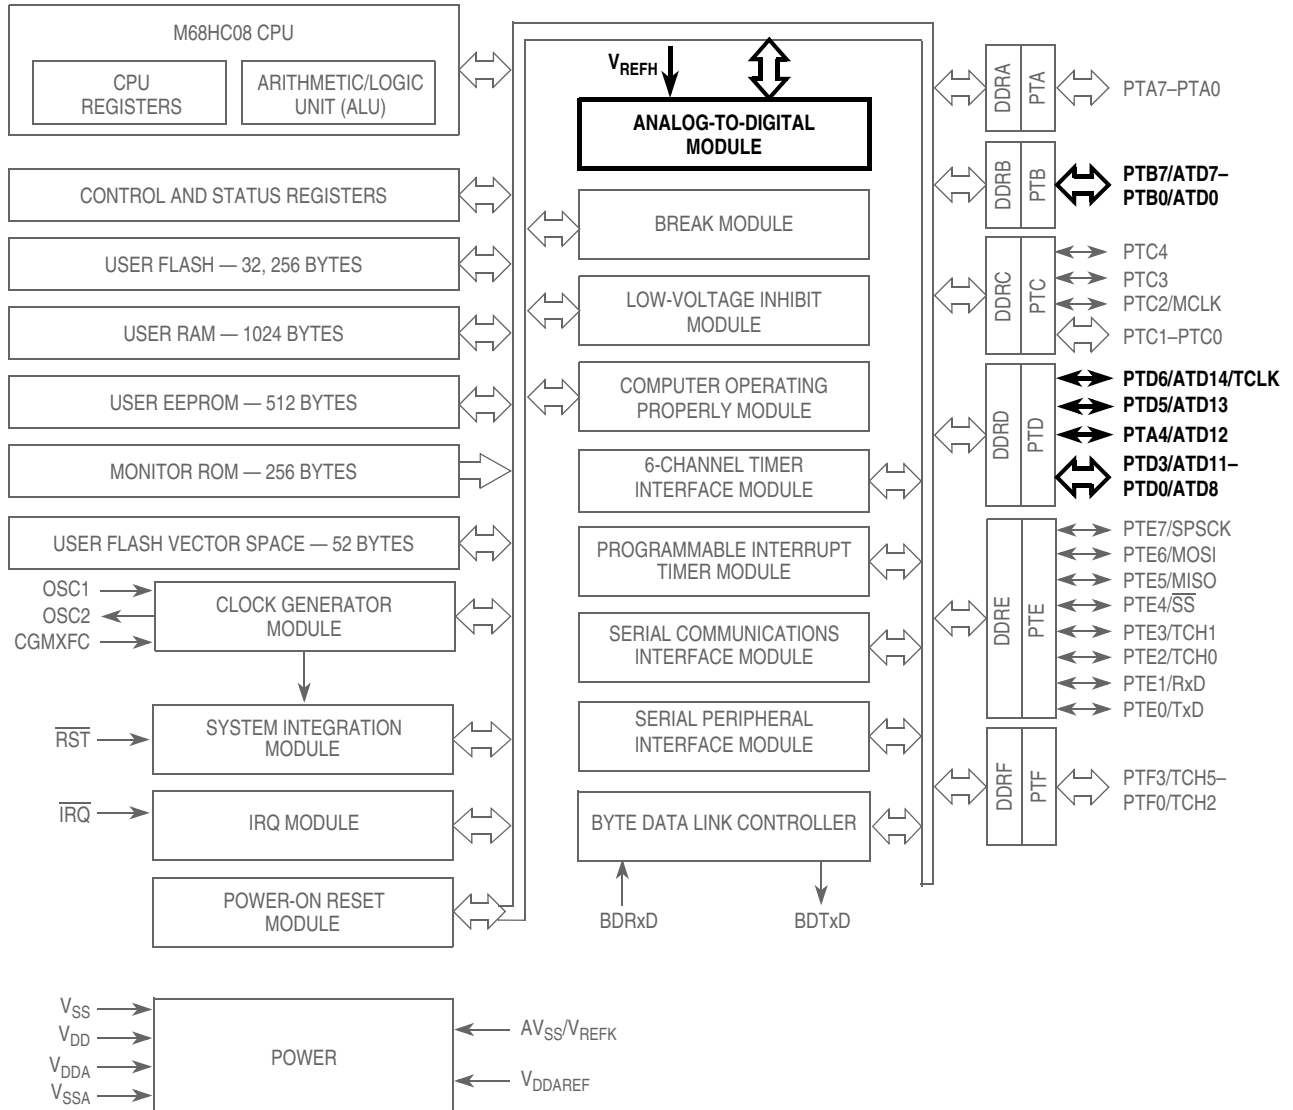 M68HC08 CPU
CPU
REGISTERS
ARITHMETIC/LOGIC
UNIT (ALU)
CONTROL AND STATUS REGISTERS
USER FLASH — 32, 256 BYTES
USER RAM — 1024 BYTES
USER EEPROM — 512 BYTES
MONITOR ROM — 256 BYTES
USER FLASH VECTOR SPACE — 52 BYTES
OSC1
OSC2
CGMXFC
CLOCK GENERATOR
MODULE
RST
SYSTEM INTEGRATION
MODULE
IRQ
IRQ MODULE
POWER-ON RESET
MODULE
VSS
VDD
VDDA
VSSA
POWER
AVSS/VREFK
VDDAREF
VREFH
ANALOG-TO-DIGITAL
MODULE
BREAK MODULE
LOW-VOLTAGE INHIBIT
MODULE
COMPUTER OPERATING
PROPERLY MODULE
6-CHANNEL TIMER
INTERFACE MODULE
PROGRAMMABLE INTERRUPT
TIMER MODULE
SERIAL COMMUNICATIONS
INTERFACE MODULE
SERIAL PERIPHERAL
INTERFACE MODULE
BYTE DATA LINK CONTROLLER
BDRxD
BDTxD
DDRA
PTA
PTA7–PTA0
DDRB
PTB
PTB7/ATD7–
PTB0/ATD0
DDRC
PTC
PTC4
PTC3
PTC2/MCLK
PTC1–PTC0
DDRD
PTD
PTD6/ATD14/TCLK
PTD5/ATD13
PTA4/ATD12
PTD3/ATD11–
PTD0/ATD8
DDRE
PTE
PTE7/SPSCK
PTE6/MOSI
PTE5/MISO
PTE4/SS
PTE3/TCH1
PTE2/TCH0
PTE1/RxD
PTE0/TxD
DDRF
PTF
PTF3/TCH5–
PTF0/TCH2